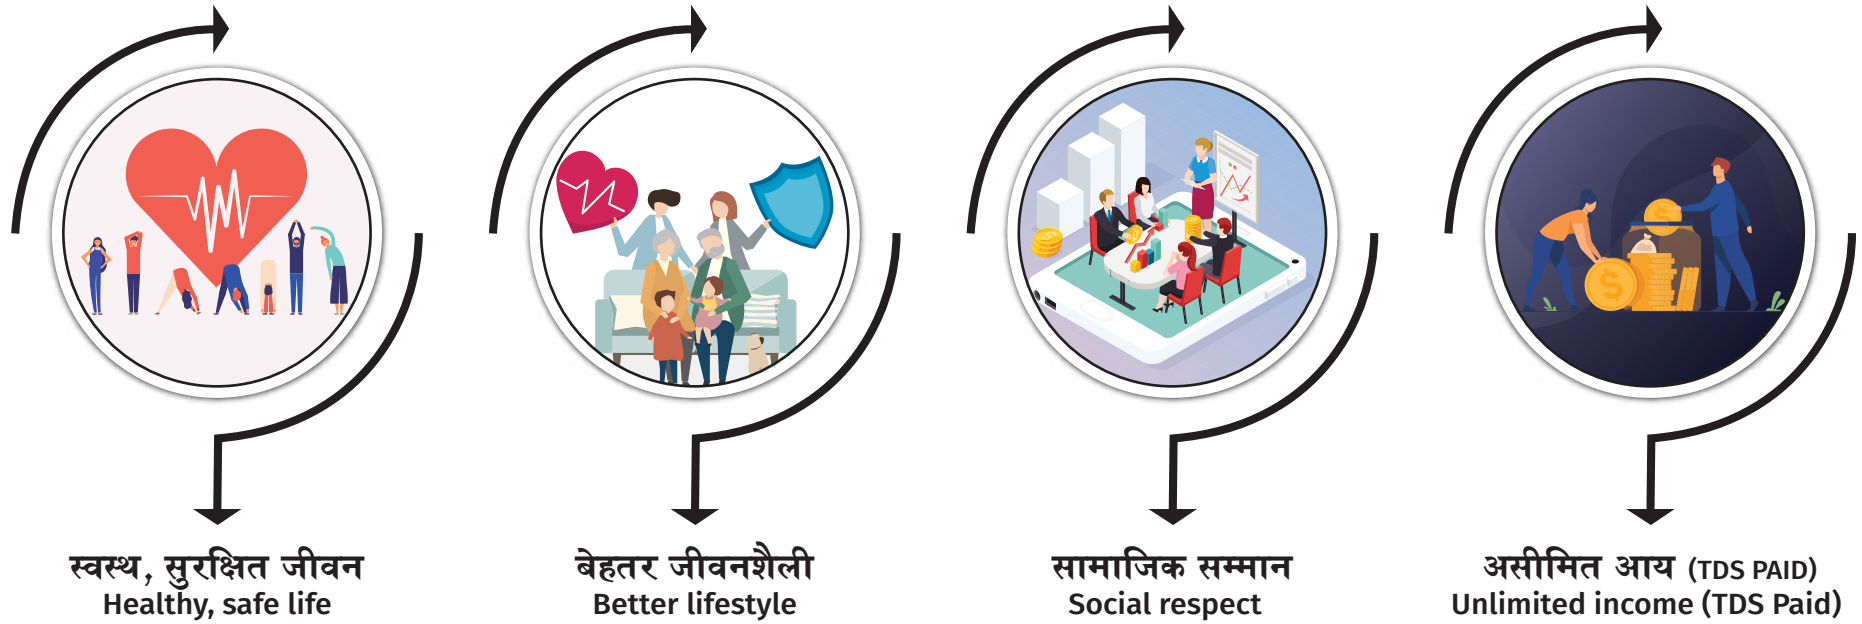 स्वस्थ, सुरक्षित जीवन
Healthy, safe life
बेहतर जीवनशैली
Better lifestyle
सामाजिक सम्मान
Social respect
असीमित आय (TDS PAID)
Unlimited income (TDS Paid)